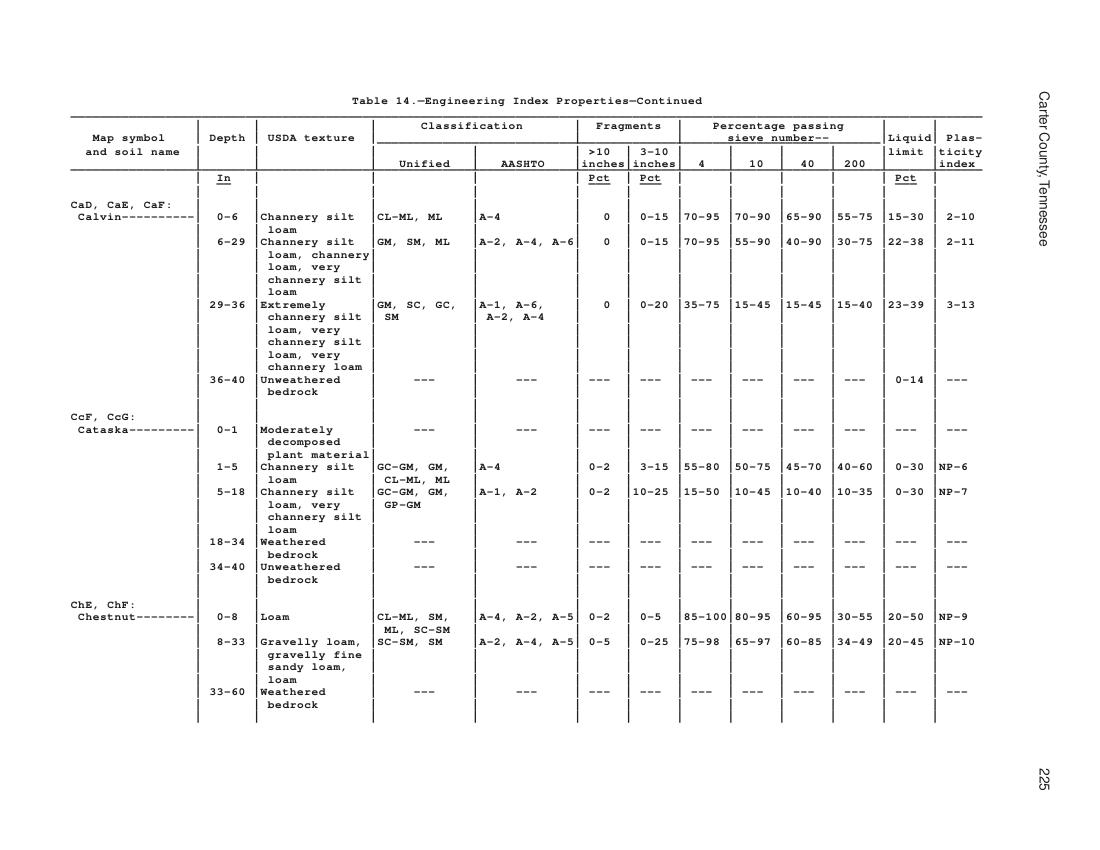 Table 14.—Engineering Index Properties—Continued
Classification Fragments Percentage passing
Map symbol Depth USDA texture sieve number-- Liquid Plas-
and soil name >10 3-10 limit ticity
Unified AASHTO inches inches 4 10 40 200 index
In Pct Pct Pct
CaD, CaE, CaF:
Calvin---------- 0-6 Channery silt CL-ML, ML A-4 0 0-15 70-95 70-90 65-90 55-75 15-30 2-10
loam
6-29 Channery silt GM, SM, ML A-2, A-4, A-6 0 0-15 70-95 55-90 40-90 30-75 22-38 2-11
loam, channery
loam, very
channery silt
loam
29-36 Extremely GM, SC, GC, A-1, A-6, 0 0-20 35-75 15-45 15-45 15-40 23-39 3-13
channery silt SM A-2, A-4
loam, very
channery silt
loam, very
channery loam
36-40 Unweathered --- --- --- --- --- --- --- --- 0-14 ---
bedrock
CcF, CcG:
Cataska--------- 0-1 Moderately --- --- --- --- --- --- --- --- --- ---
decomposed
plant material
1-5 Channery silt GC-GM, GM, A-4 0-2 3-15 55-80 50-75 45-70 40-60 0-30 NP-6
loam CL-ML, ML
5-18 Channery silt GC-GM, GM, A-1, A-2 0-2 10-25 15-50 10-45 10-40 10-35 0-30 NP-7
loam, very GP-GM
channery silt
loam
18-34 Weathered --- --- --- --- --- --- --- --- --- ---
bedrock
34-40 Unweathered --- --- --- --- --- --- --- --- --- ---
bedrock
ChE, ChF:
Chestnut-------- 0-8 Loam CL-ML, SM, A-4, A-2, A-5 0-2 0-5 85-100 80-95 60-95 30-55 20-50 NP-9
ML, SC-SM
8-33 Gravelly loam, SC-SM, SM A-2, A-4, A-5 0-5 0-25 75-98 65-97 60-85 34-49 20-45 NP-10
gravelly fine
sandy loam,
loam
33-60 Weathered --- --- --- --- --- --- --- --- --- ---
bedrock
Carter County, Tennessee
225